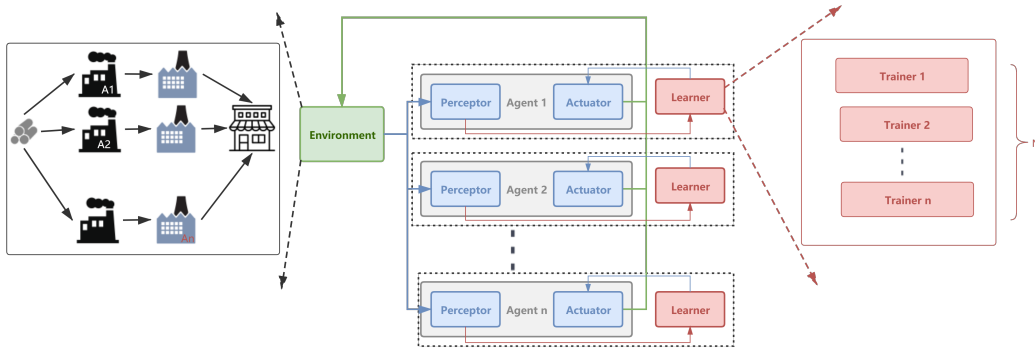 A1
A2
An
Environment
Perceptor Agent 1 Actuator Learner
Perceptor Agent 2 Actuator Learner
Perceptor Agent n Actuator Learner
Trainer 1
Trainer 2
Trainer n